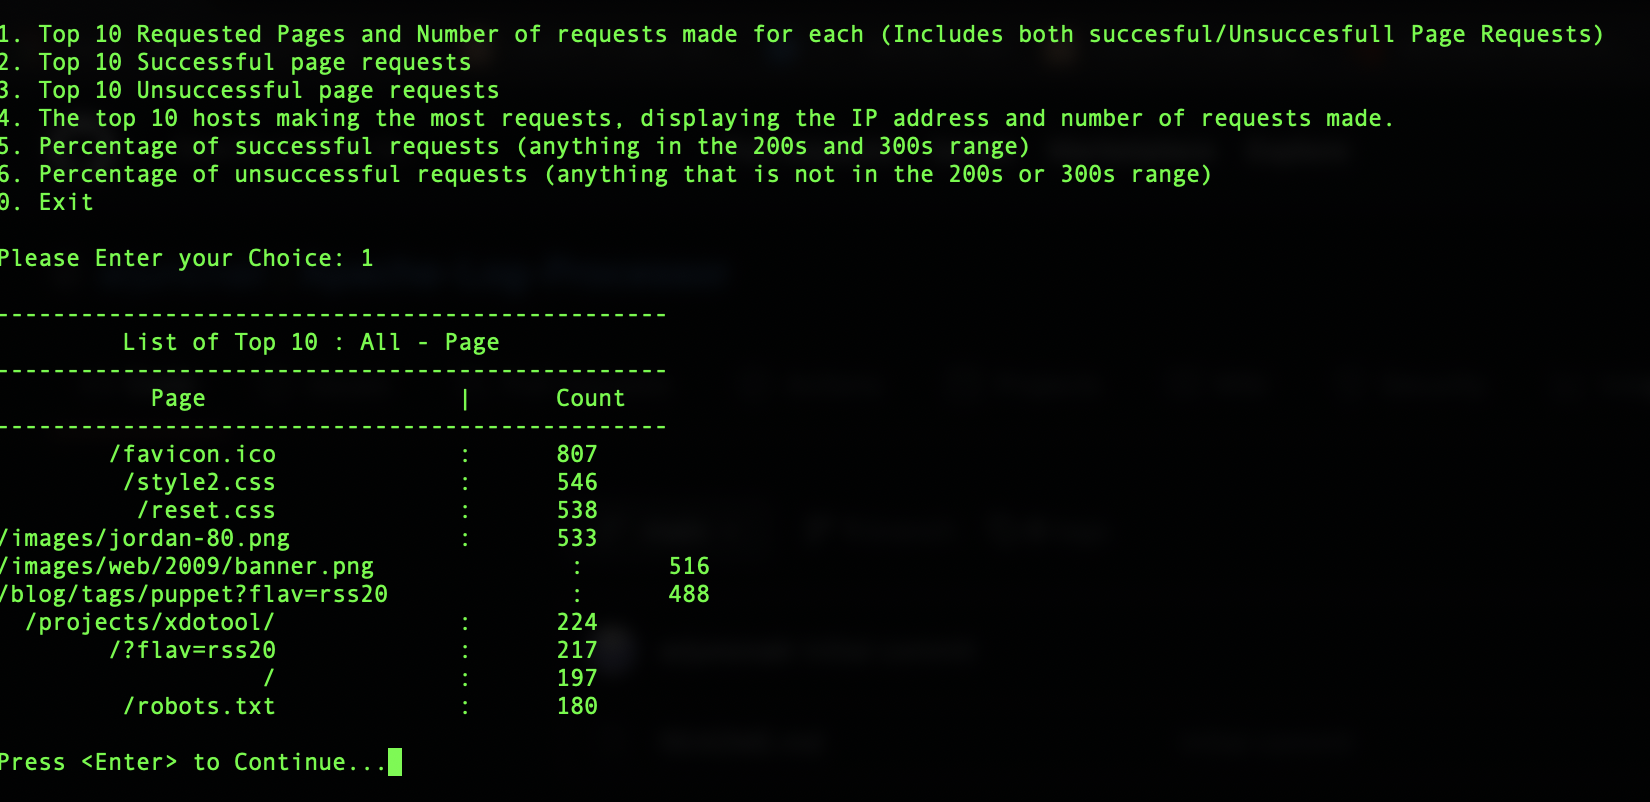 1. Top 10 Requested Pages and Number of requests made for each (Includes both succesful/Unsuccesfull Page Requests)
2. Top 10 Successful page requests
3. Top 10 Unsuccessful page requests
4. The top 10 hosts making the most requests, displaying the IP address and number of requests made.
5. Percentage of successful requests (anything in the 200s and 300s range)
6. Percentage of unsuccessful requests (anything that is not in the 200s or 300s range)
0. Exit
Please Enter your Choice: 1
------------------------------------------------
List of Top 10 : All - Page
------------------------------------------------
Page | Count
------------------------------------------------
/favicon.ico : 807
/style2.css : 546
/reset.css : 538
/images/jordan-80.png : 533
/images/web/2009/banner.png : 516
/blog/tags/puppet?flav=rss20 : 488
/projects/xdotool/ : 224
/?flav=rss20 : 217
/ : 197
/robots.txt : 180
Press <Enter> to Continue...